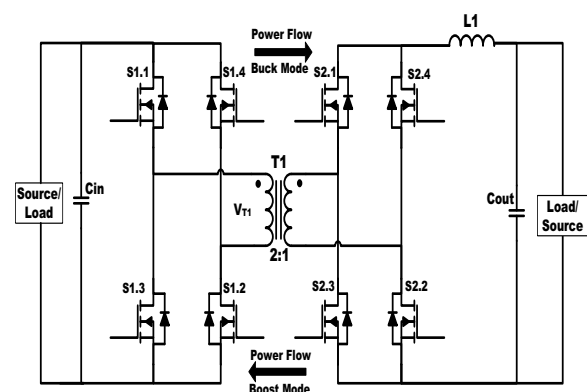 L1
Power Flow
Buck Mode
S1.1
S1.4
S2.1
S2.4
T1
Source/
Load
Cin
VT1
Cout
Load/
Source
2:1
S1.3
S1.2
S2.3
S2.2
Power Flow
Boost Mode